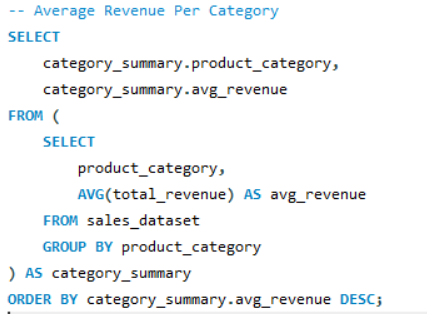 -- Average Revenue Per Category
SELECT
    category_summary.product_category,
    category_summary.avg_revenue
FROM (
    SELECT
        product_category,
        AVG(total_revenue) AS avg_revenue
    FROM sales_dataset
    GROUP BY product_category
) AS category_summary
ORDER BY category_summary.avg_revenue DESC;